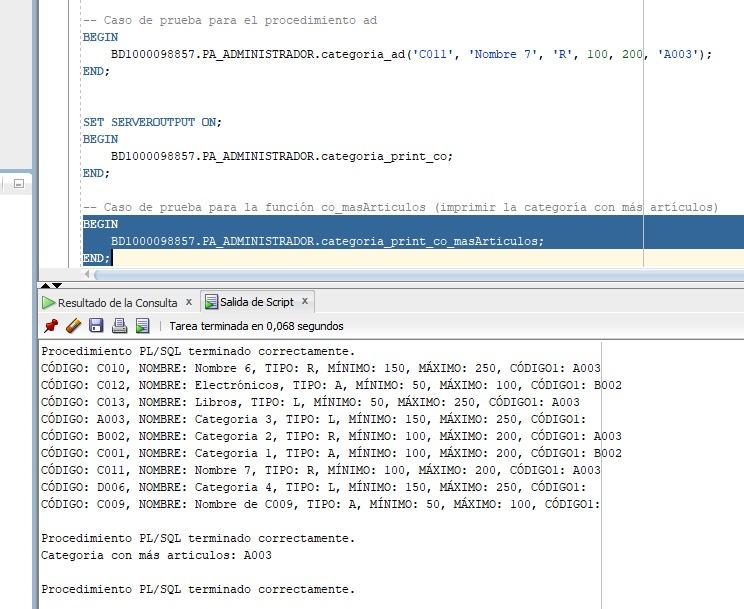 -- Caso de prueba para el procedimiento ad
BEGIN
BD1000098857.PA_ADMINISTRADOR.categoria_ad('C011', 'Nombre 7', 'R', 100, 200, 'A003');
END;
SET SERVEROUTPUT ON;
BEGIN
BD1000098857.PA_ADMINISTRADOR.categoria_print_co;
END;
-- Caso de prueba para la función co_masArticulos (imprimir la categoría con más artículos)
BEGIN
BD1000098857.PA_ADMINISTRADOR.categoria_print_co_masArticulos;
END;
Resultado de la Consulta x Salida de Script x
Tarea terminada en 0,068 segundos
Procedimiento PL/SQL terminado correctamente.
CÓDIGO: C010, NOMBRE: Nombre 6, TIPO: R, MÍNIMO: 150, MÁXIMO: 250, CÓDIGO1: A003
CÓDIGO: C012, NOMBRE: Electrónicos, TIPO: A, MÍNIMO: 50, MÁXIMO: 100, CÓDIGO1: B002
CÓDIGO: C013, NOMBRE: Libros, TIPO: L, MÍNIMO: 50, MÁXIMO: 250, CÓDIGO1: A003
CÓDIGO: A003, NOMBRE: Categoria 3, TIPO: L, MÍNIMO: 150, MÁXIMO: 250, CÓDIGO1:
CÓDIGO: B002, NOMBRE: Categoria 2, TIPO: R, MÍNIMO: 100, MÁXIMO: 200, CÓDIGO1: A003
CÓDIGO: C001, NOMBRE: Categoria 1, TIPO: A, MÍNIMO: 100, MÁXIMO: 200, CÓDIGO1: B002
CÓDIGO: C011, NOMBRE: Nombre 7, TIPO: R, MÍNIMO: 100, MÁXIMO: 200, CÓDIGO1: A003
CÓDIGO: D006, NOMBRE: Categoria 4, TIPO: L, MÍNIMO: 150, MÁXIMO: 250, CÓDIGO1:
CÓDIGO: C009, NOMBRE: Nombre de C009, TIPO: A, MÍNIMO: 50, MÁXIMO: 100, CÓDIGO1:
Procedimiento PL/SQL terminado correctamente.
Categoria con más articulos: A003
Procedimiento PL/SQL terminado correctamente.